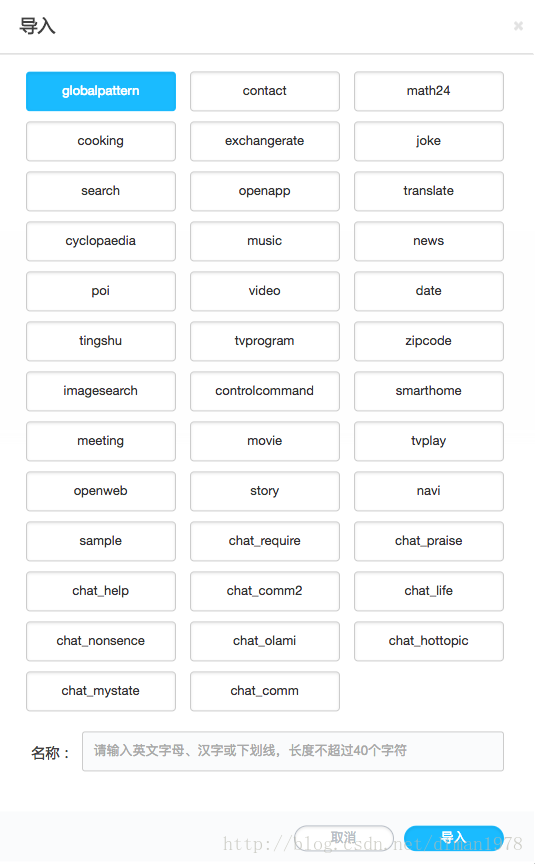 导入
globalpattern contact math24
cooking exchangerate joke
search openapp translate
cyclopaedia music news
poi video date
tingshu tvprogram zipcode
imagesearch controlcommand smarthome
meeting movie tvplay
openweb story navi
sample chat_require chat_praise
chat_help chat_comm2 chat_life
chat_nonsence chat_olami chat_hottopic
chat_mystate chat_comm
名称： 请输入英文字母、汉字或下划线，长度不超过40个字符
取消 导入
http://blog.csdn.net/drman1978